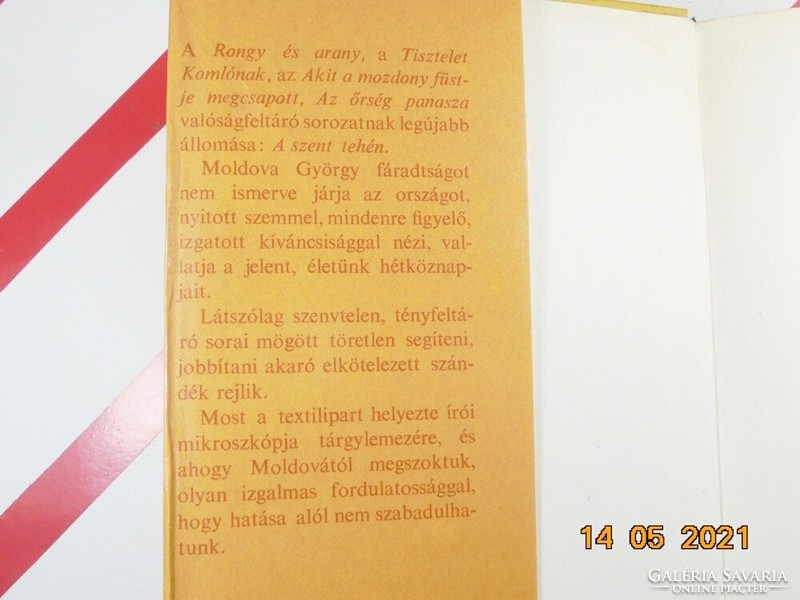 A Rongy és arany, a Tisztelet
Komlónak, az Akit a mozdony füst-
je megcsapott, Az őrség panasza
valóságfeltáró sorozatnak legújabb
állomása: A szent tehén.
Moldova György fáradtságot
nem ismerve járja az országot,
nyitott szemmel, mindenre figyelő,
izgatott kíváncsisággal nézi, val-
latja a jelent, életünk hétköznap-
jait.
Látszólag szenvtelen, tényfeltá-
ró sorai mögött töretlen segíteni,
jobbítani akaró elkötelezett szán-
dék rejlik.
Most a textilipart helyezte írói
mikroszkópja tárgylemezére, és
ahogy Moldovától megszoktuk,
olyan izgalmas fordulatossággal,
hogy hatása alól nem szabadulha-
tunk.
14 05 2021
GALÉRIA SAVARIA
ONLINE PIACTÉR